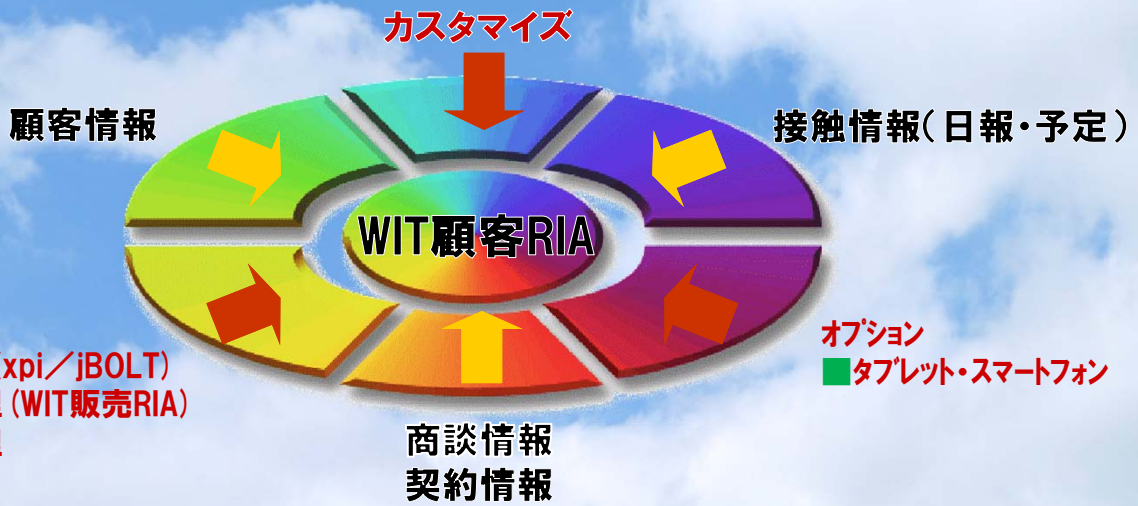 カスタマイズ
顧客情報
接触情報(日報・予定)
WIT顧客RIA
(xpi/jBOLT)
(WIT販売RIA)
オプション
■タブレット・スマートフォン
商談情報
契約情報